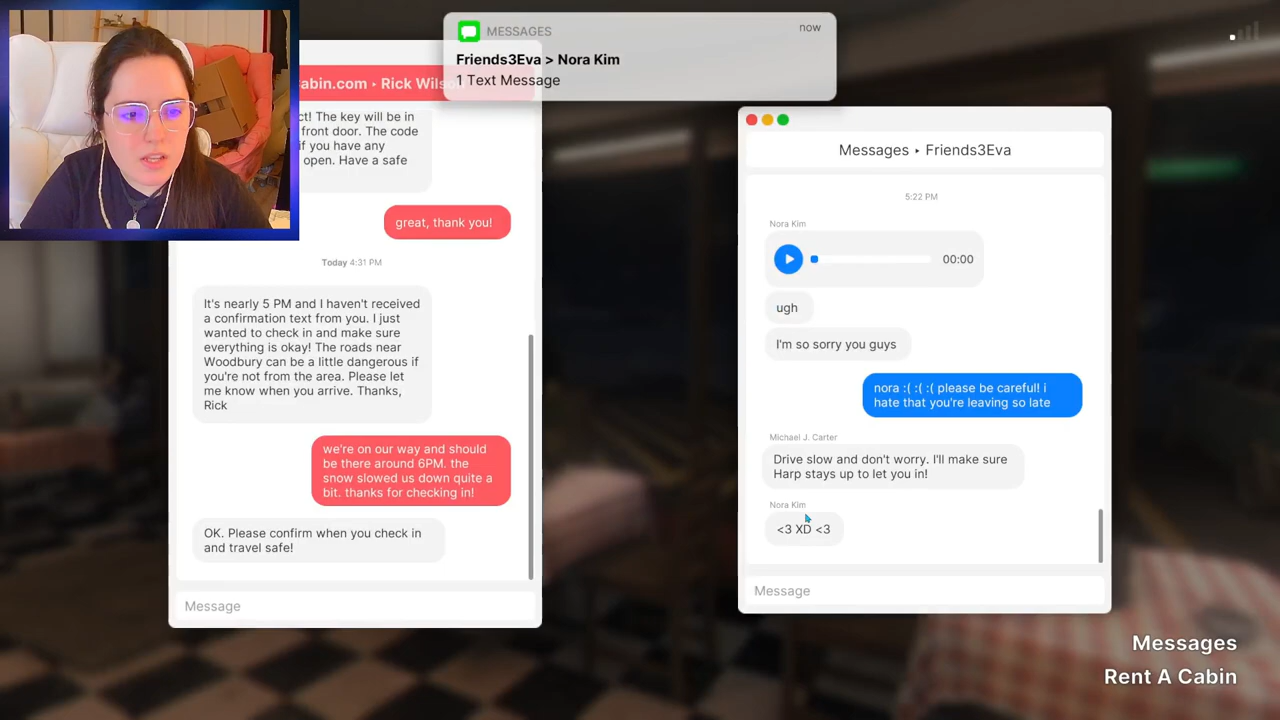 MESSAGES
now
Friends3Eva > Nora Kim
1 Text Message
abin.com ▸ Rick Wils
ct! The key will be in
front door. The code
if you have any
open. Have a safe
great, thank you!
Today 4:31 PM
It's nearly 5 PM and I haven't received
a confirmation text from you. I just
wanted to check in and make sure
everything is okay! The roads near
Woodbury can be a little dangerous if
you're not from the area. Please let
me know when you arrive. Thanks,
Rick
we're on our way and should
be there around 6PM. the
snow slowed us down quite a
bit. thanks for checking in!
OK. Please confirm when you check in
and travel safe!
Message
Messages ▸ Friends3Eva
5:22 PM
Nora Kim
00:00
ugh
I'm so sorry you guys
nora :( :( :( please be careful! i
hate that you're leaving so late
Michael J. Carter
Drive slow and don't worry. I'll make sure
Harp stays up to let you in!
Nora Kim
<3 XD <3
Message
Messages
Rent A Cabin